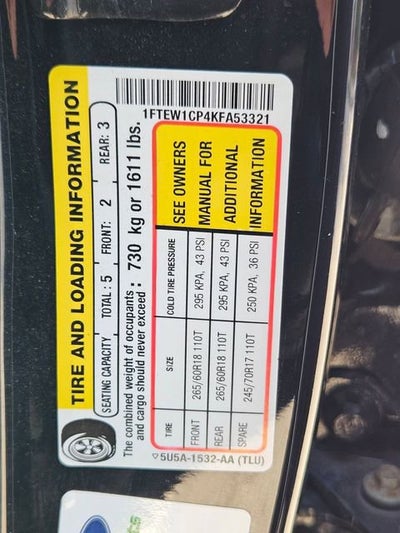 TIRE AND LOADING INFORMATION
SEATING CAPACITY TOTAL: 5 FRONT: 2 REAR: 3
The combined weight of occupants
and cargo should never exceed : 730 kg or 1611 lbs.
1FTEW1CP4KFA53321
TIRE SIZE COLD TIRE PRESSURE
FRONT 265/60R18 110T 295 KPA, 43 PSI
REAR 265/60R18 110T 295 KPA, 43 PSI
SPARE 245/70R17 110T 250 KPA, 36 PSI
SEE OWNERS
MANUAL FOR
ADDITIONAL
INFORMATION
5U5A-1532-AA (TLU)